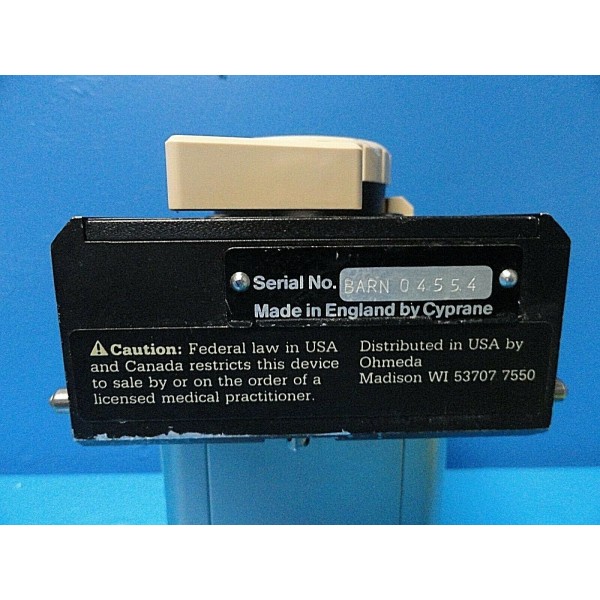 Serial No. BARN 04554
Made in England by Cyprane
Caution: Federal law in USA
and Canada restricts this device
to sale by or on the order of a
licensed medical practitioner.
Distributed in USA by
Ohmeda
Madison WI 53707 7550